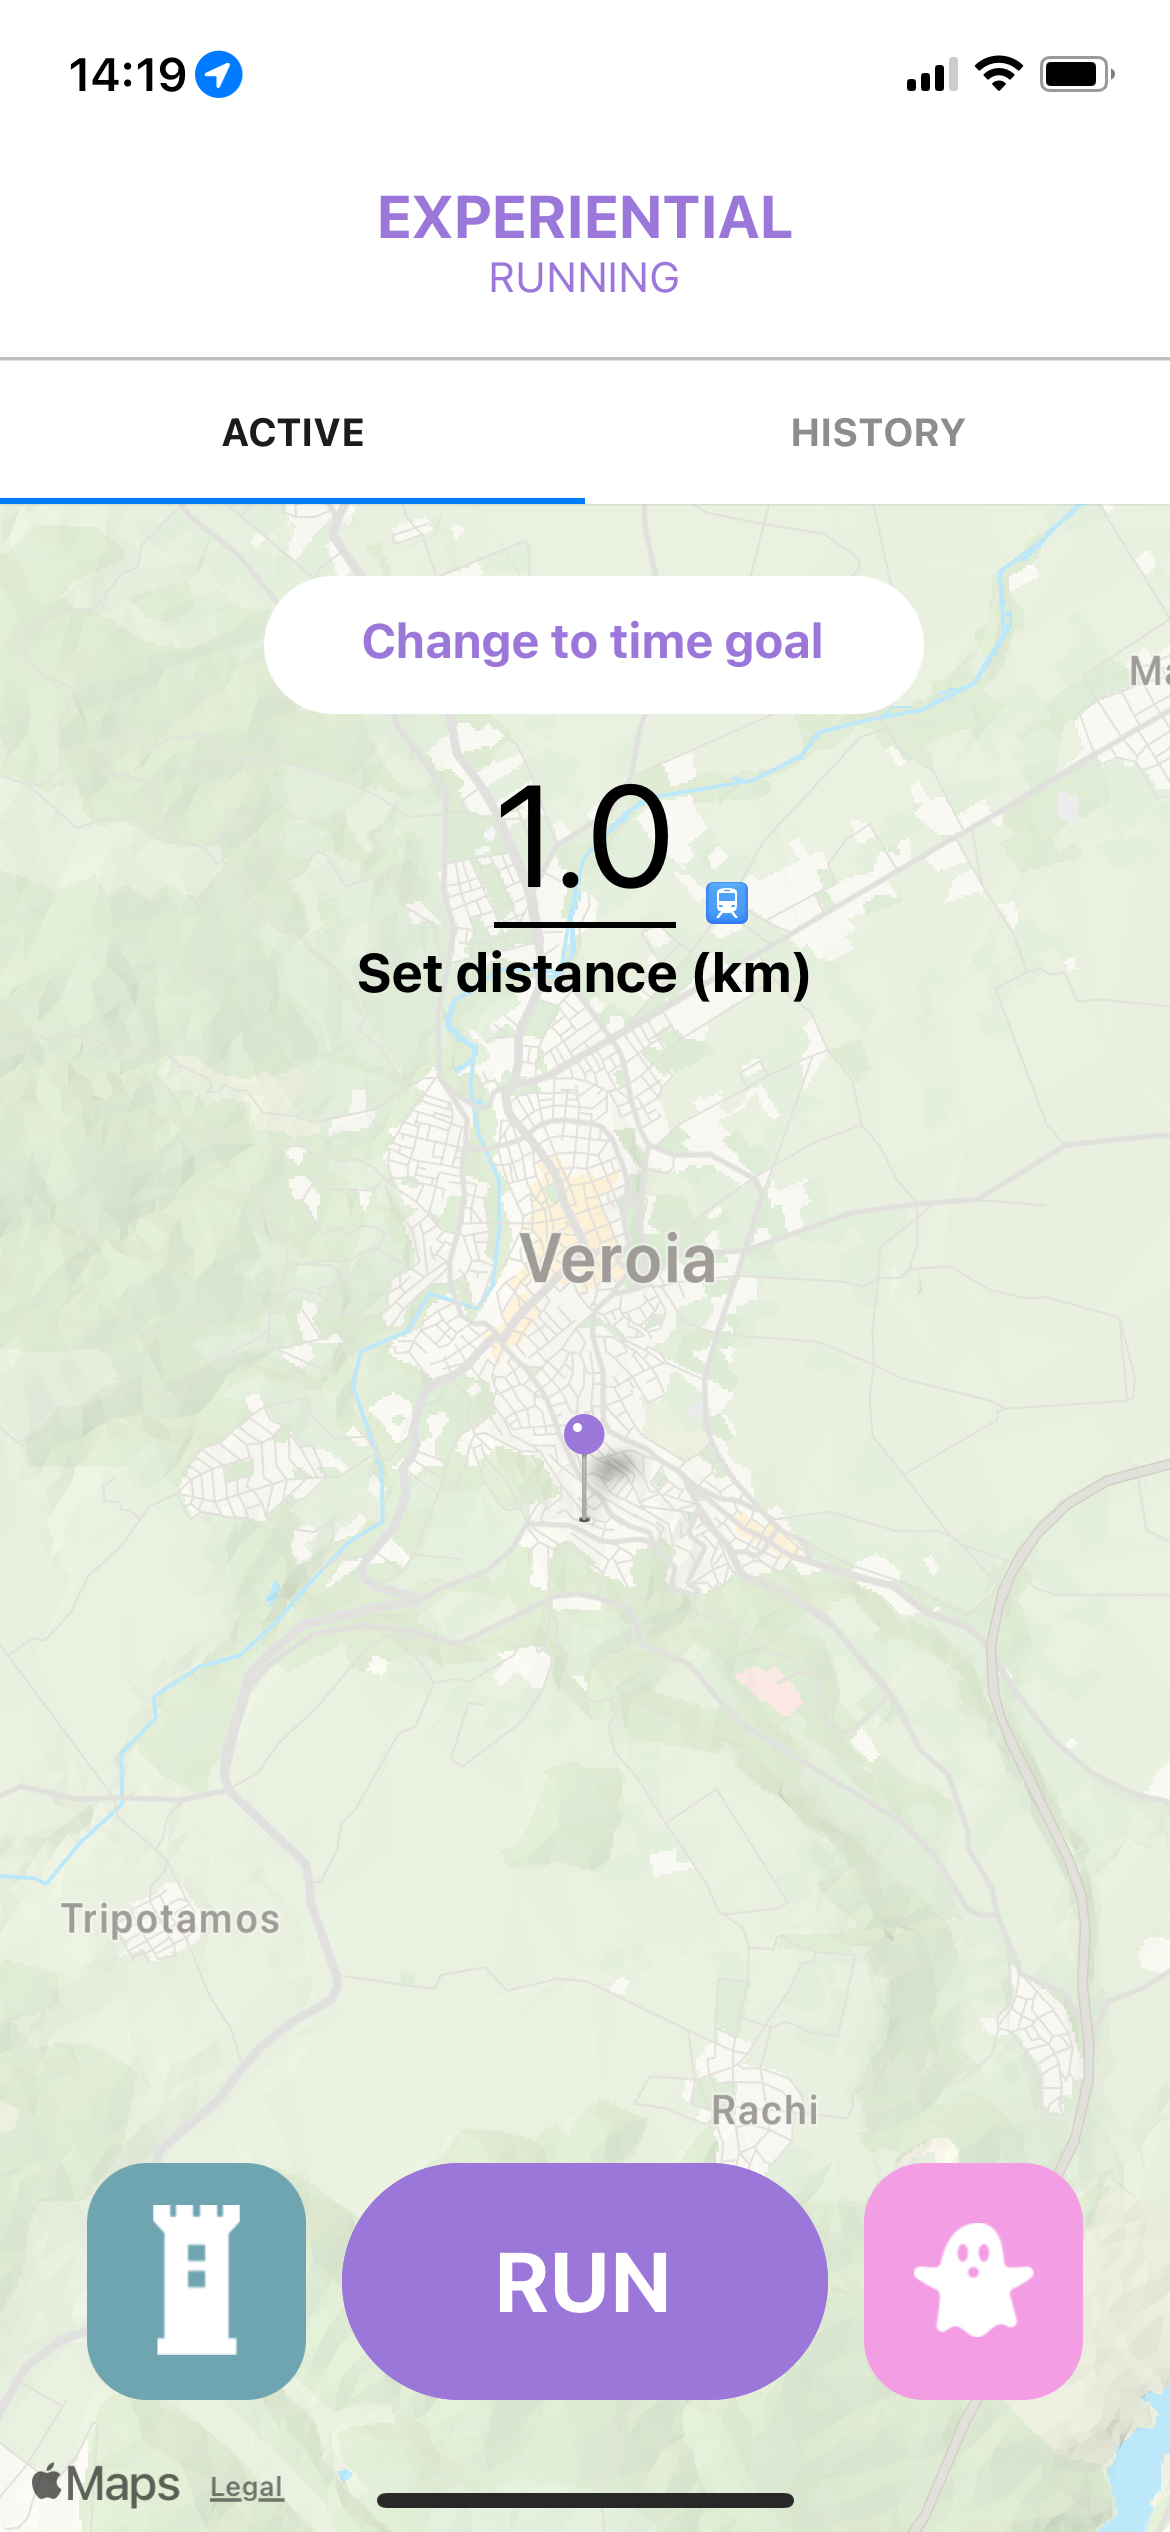 14:19
EXPERIENTIAL
RUNNING
ACTIVE
HISTORY
Change to time goal
1.0
Set distance (km)
Veroia
Tripotamos
Rachi
RUN
Maps
Legal